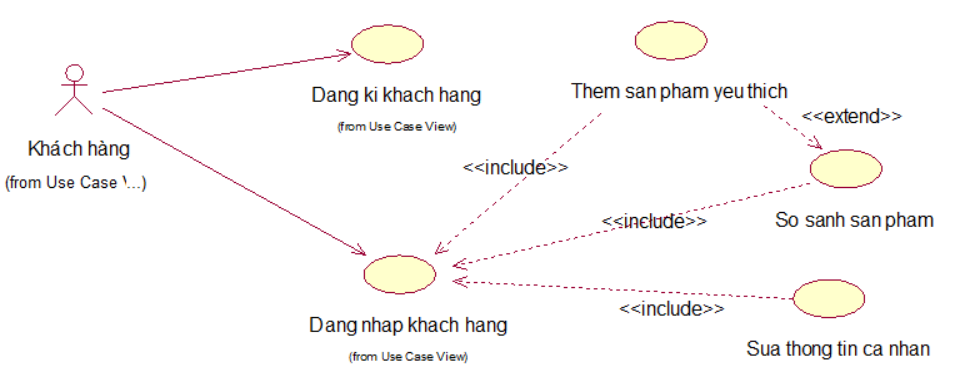 Khách hàng
(from Use Case V...)
Dang ki khach hang
(from Use Case View)
Them san pham yeu thich
<<extend>>
<<include>>
So sanh san pham
<<include>>
Dang nhap khach hang
(from Use Case View)
<<include>>
Sua thong tin ca nhan